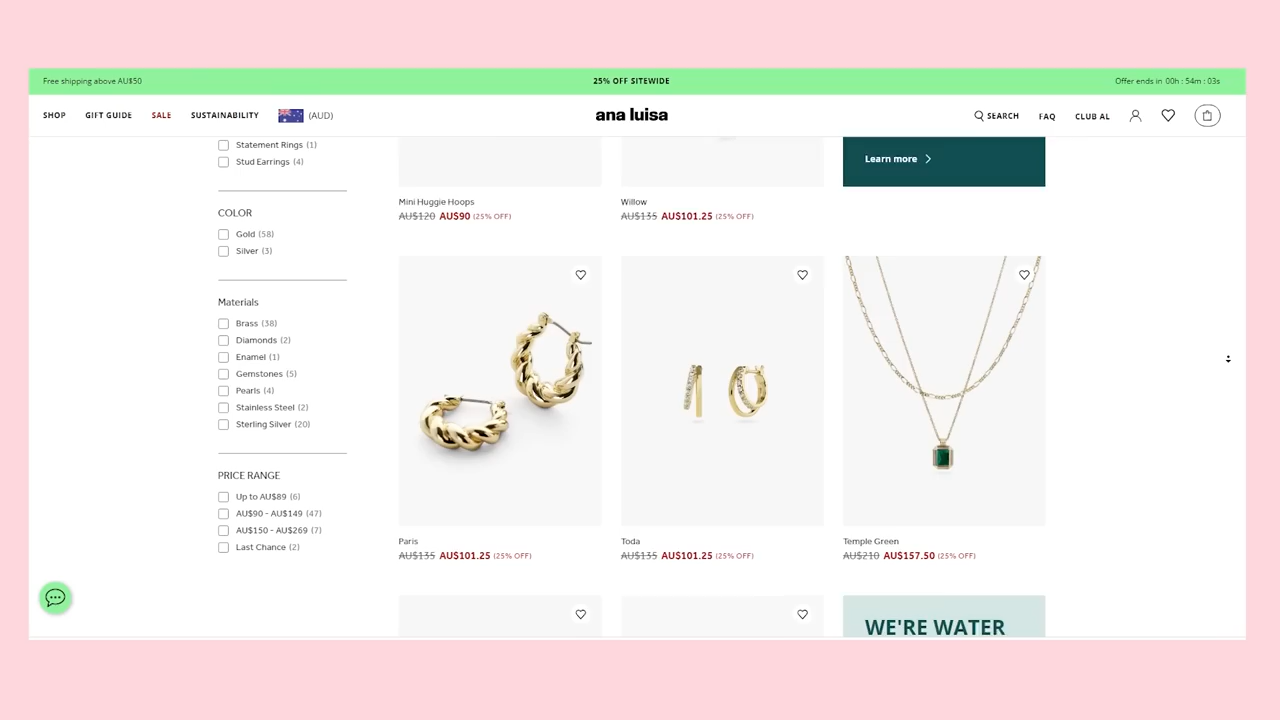 Free shipping above AU$50
25% OFF SITEWIDE
Offer ends in 00h : 54m : 03s
SHOP
GIFT GUIDE
SALE
SUSTAINABILITY
(AUD)
ana luisa
SEARCH
FAQ
CLUB AL
Statement Rings (1)
Stud Earrings (4)
COLOR
Gold (58)
Silver (3)
Materials
Brass (38)
Diamonds (2)
Enamel (1)
Gemstones (5)
Pearls (4)
Stainless Steel (2)
Sterling Silver (20)
PRICE RANGE
Up to AU$89 (6)
AU$90 - AU$149 (47)
AU$150 - AU$269 (7)
Last Chance (2)
Learn more
Mini Huggie Hoops
AU$120 AU$90 (25% OFF)
Willow
AU$135 AU$101.25 (25% OFF)
Paris
AU$135 AU$101.25 (25% OFF)
Toda
AU$135 AU$101.25 (25% OFF)
Temple Green
AU$210 AU$157.50 (25% OFF)
WE'RE WATER